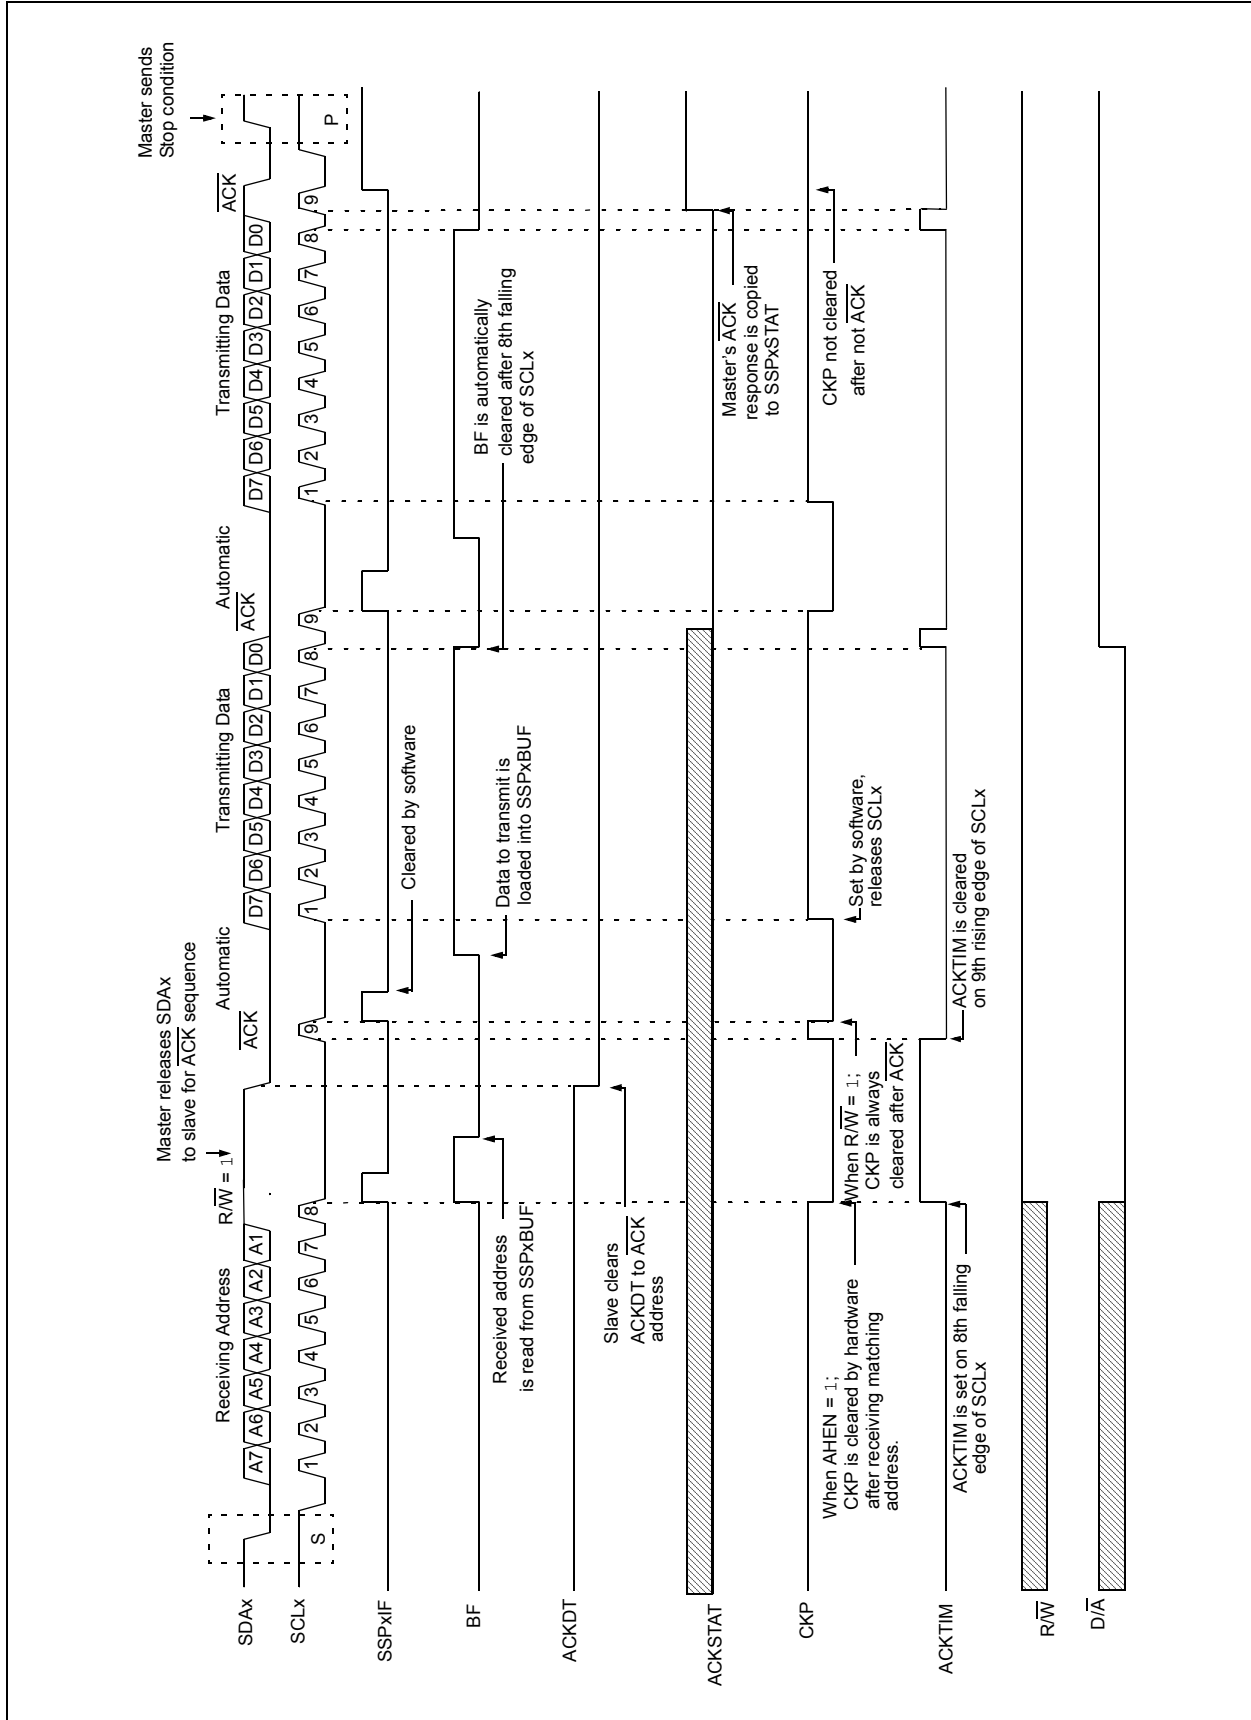 Master releases SDAx
to slave for ACK sequence
Master sends
Stop condition
Receiving Address
R/W = 1
Automatic
ACK
Transmitting Data
Automatic
ACK
Transmitting Data
ACK
SDAx
A7 A6 A5 A4 A3 A2 A1
D7 D6 D5 D4 D3 D2 D1 D0
D7 D6 D5 D4 D3 D2 D1 D0
SCLx
S
1 2 3 4 5 6 7 8 9
1 2 3 4 5 6 7 8 9
1 2 3 4 5 6 7 8 9
P
SSPxIF
Cleared by software
BF
Received address
is read from SSPxBUF
Data to transmit is
loaded into SSPxBUF
BF is automatically
cleared after 8th falling
edge of SCLx
ACKDT
Slave clears
ACKDT to ACK
address
ACKSTAT
Master's ACK
response is copied
to SSPxSTAT
CKP
When AHEN = 1;
CKP is cleared by hardware
after receiving matching
address.
When R/W = 1;
CKP is always
cleared after ACK
Set by software,
releases SCLx
CKP not cleared
after not ACK
ACKTIM
ACKTIM is set on 8th falling
edge of SCLx
ACKTIM is cleared
on 9th rising edge of SCLx
R/W
D/A